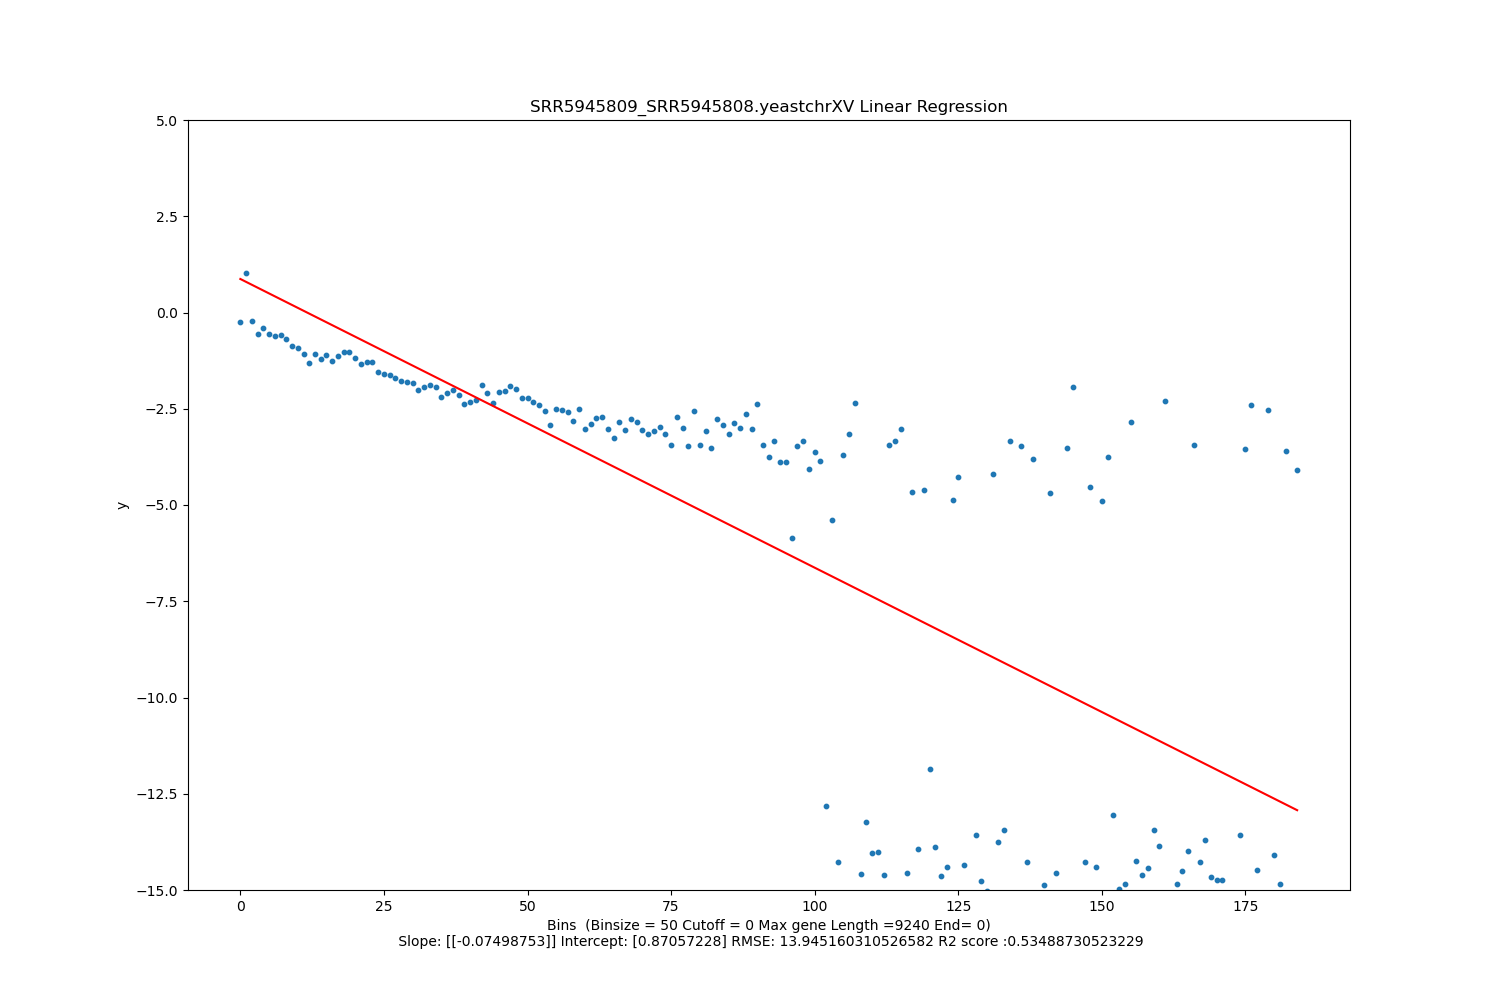 SRR5945809_SRR5945808.yeastchrXV Linear Regression
5.0
2.5
0.0
−2.5
−5.0
−7.5
−10.0
−12.5
−15.0
y
0 25 50 75 100 125 150 175
Bins  (Binsize = 50 Cutoff = 0 Max gene Length =9240 End= 0)
Slope: [[-0.07498753]] Intercept: [0.87057228] RMSE: 13.945160310526582 R2 score :0.53488730523229